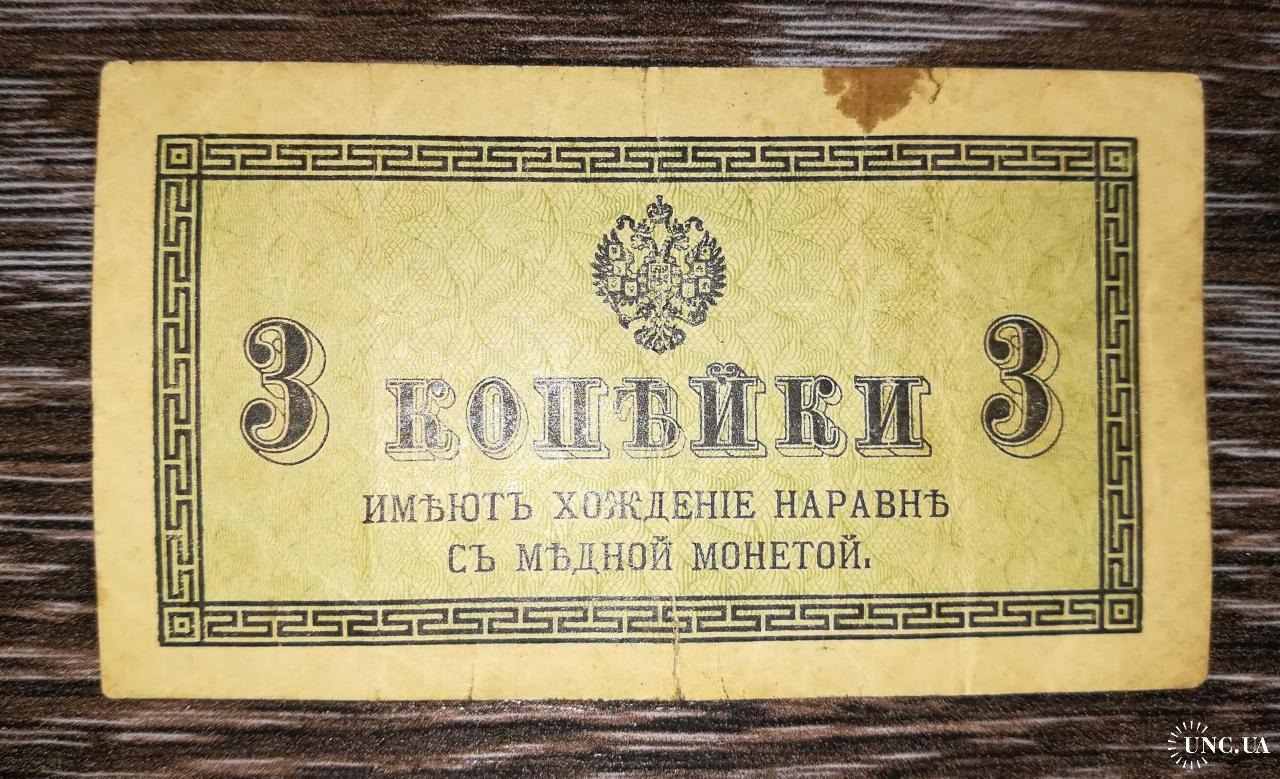 3 КОПѢЙКИ 3
ИМѢЮТЪ ХОЖДЕНІЕ НАРАВНѢ
СЪ МѢДНОЙ МОНЕТОЙ.
UNC.UA